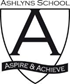 ASHLYNS SCHOOL
A
ASPIRE & ACHIEVE